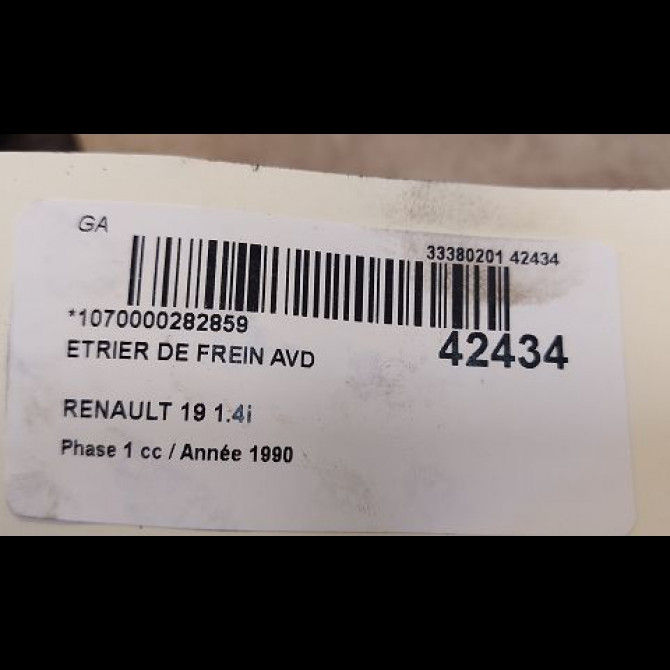 GA
33380201 42434
*1070000282859
42434
ETRIER DE FREIN AVD
RENAULT 19 1.4i
Phase 1 cc / Année 1990